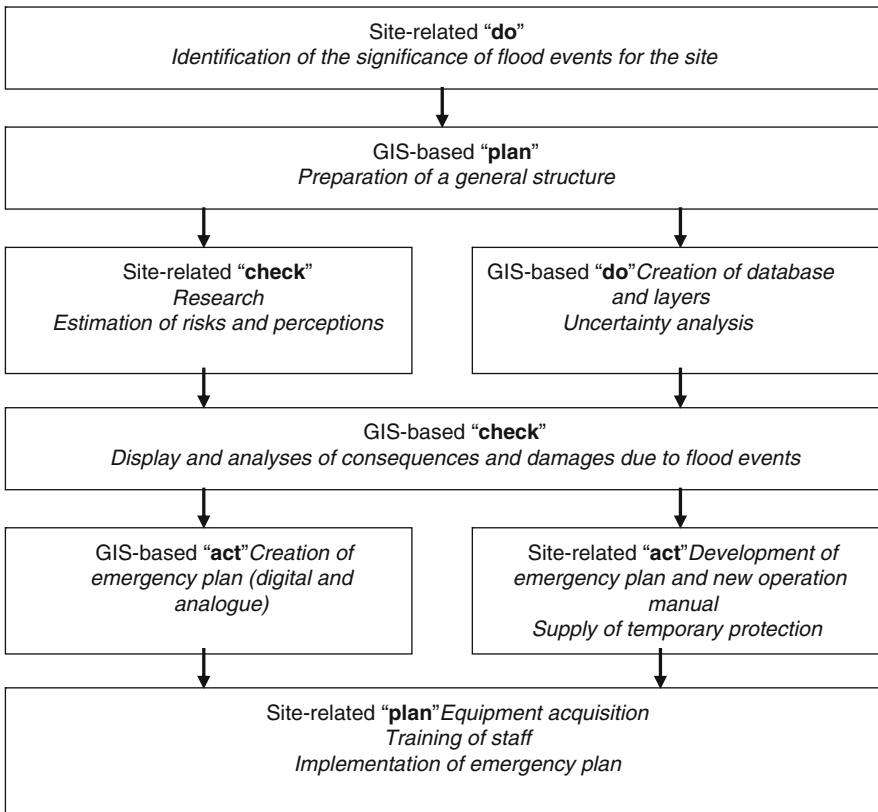 Site-related “do”
Identification of the significance of flood events for the site
GIS-based “plan”
Preparation of a general structure
Site-related “check”
Research
Estimation of risks and perceptions
GIS-based “do”Creation of database
and layers
Uncertainty analysis
GIS-based “check”
Display and analyses of consequences and damages due to flood events
GIS-based “act”Creation of
emergency plan (digital and
analogue)
Site-related “act”Development of
emergency plan and new operation
manual
Supply of temporary protection
Site-related “plan”Equipment acquisition
Training of staff
Implementation of emergency plan